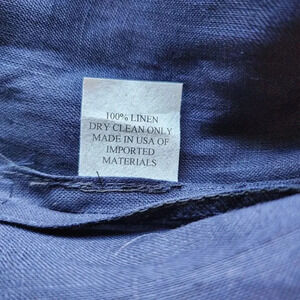 100% LINEN
DRY CLEAN ONLY
MADE IN USA OF
IMPORTED
MATERIALS